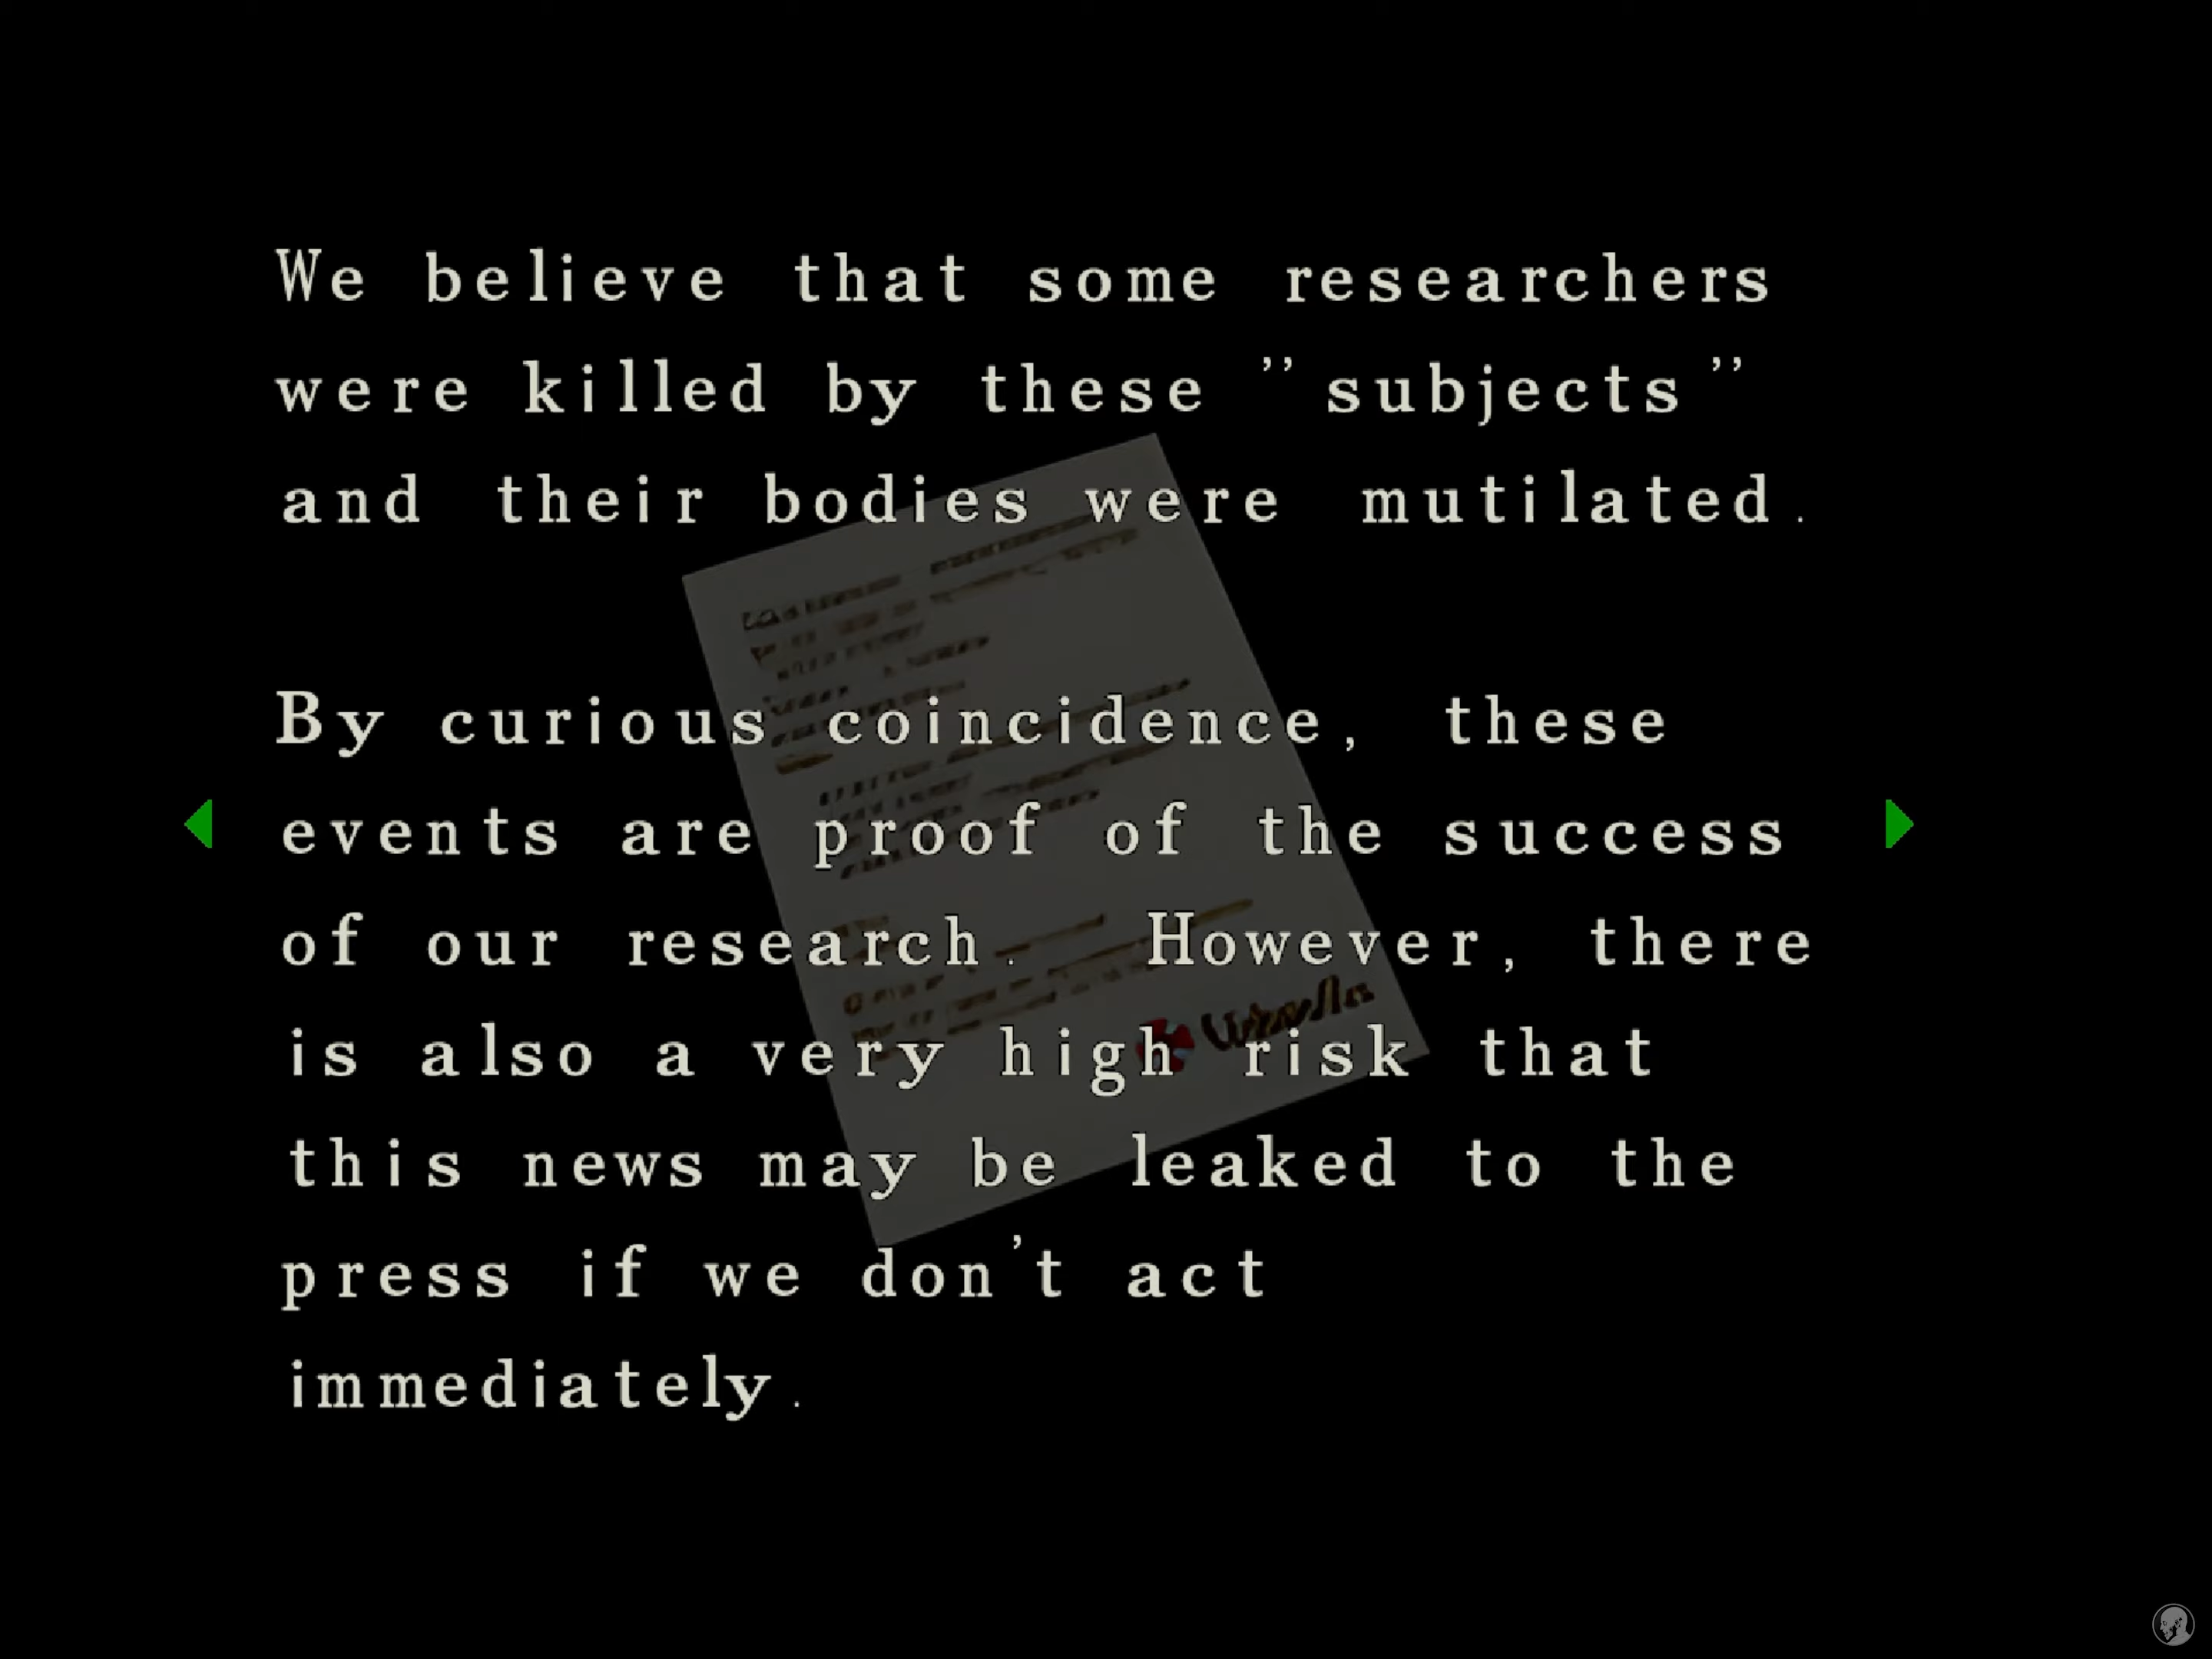 We believe that some researchers
were killed by these ”subjects”
and their bodies were mutilated.
By curious coincidence, these
events are proof of the success
of our research. However, there
is also a very high risk that
this news may be leaked to the
press if we don't act
immediately.
Umbrella